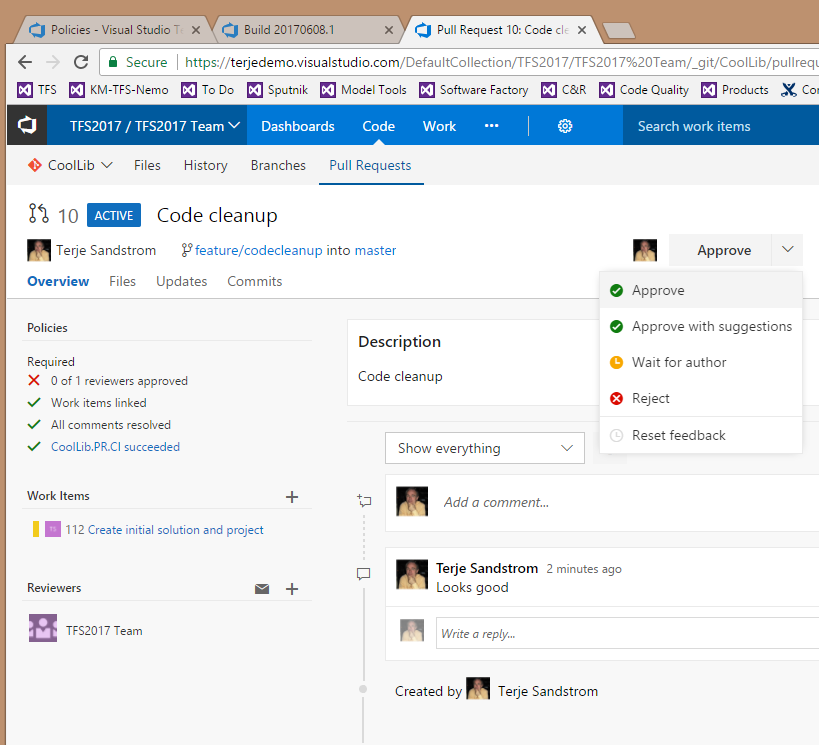 Policies - Visual Studio T
Build 20170608.1
Pull Request 10: Code cle
Secure
https://terjedemo.visualstudio.com/DefaultCollection/TFS2017/TFS2017%20Team/_git/CoolLib/pullrequ
TFS
KM-TFS-Nemo
To Do
Sputnik
Model Tools
Software Factory
C&R
Code Quality
Products
Con
TFS2017 / TFS2017 Team
Dashboards
Code
Work
Search work items
CoolLib
Files
History
Branches
Pull Requests
10
ACTIVE
Code cleanup
Terje Sandstrom
feature/codecleanup into master
Approve
Overview
Files
Updates
Commits
Approve
Approve with suggestions
Wait for author
Reject
Reset feedback
Policies
Required
0 of 1 reviewers approved
Work items linked
All comments resolved
CoolLib.PR.CI succeeded
Work Items
112 Create initial solution and project
Reviewers
TFS2017 Team
Description
Code cleanup
Show everything
Add a comment...
Terje Sandstrom 2 minutes ago
Looks good
Write a reply...
Created by Terje Sandstrom